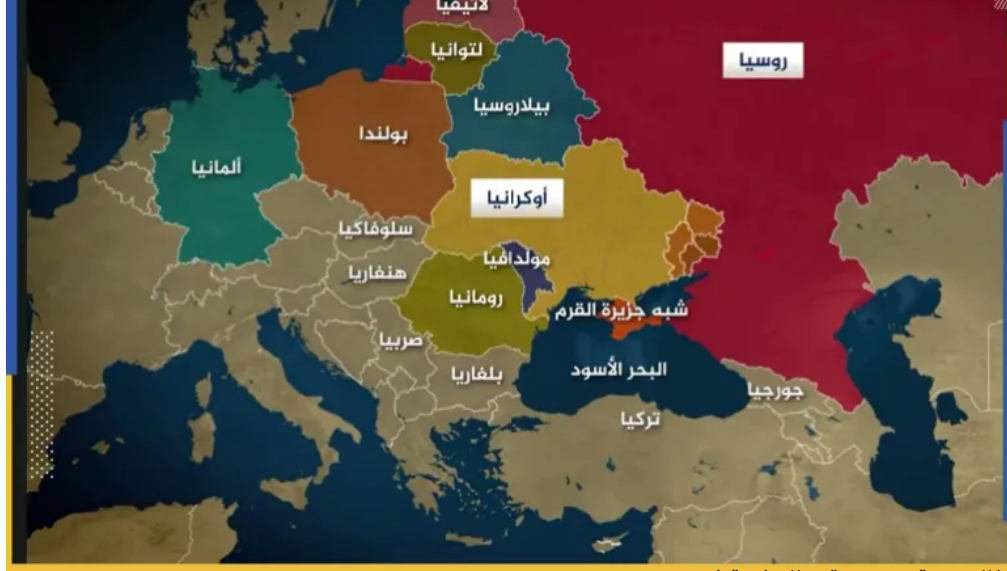 لاتيفيا
لتوانيا
روسيا
بيلاروسيا
بولندا
ألمانيا
أوكرانيا
سلوفاكيا
مولدافيا
هنغاريا
رومانيا
شبه جزيرة القرم
صربيا
البحر الأسود
بلغاريا
جورجيا
تركيا